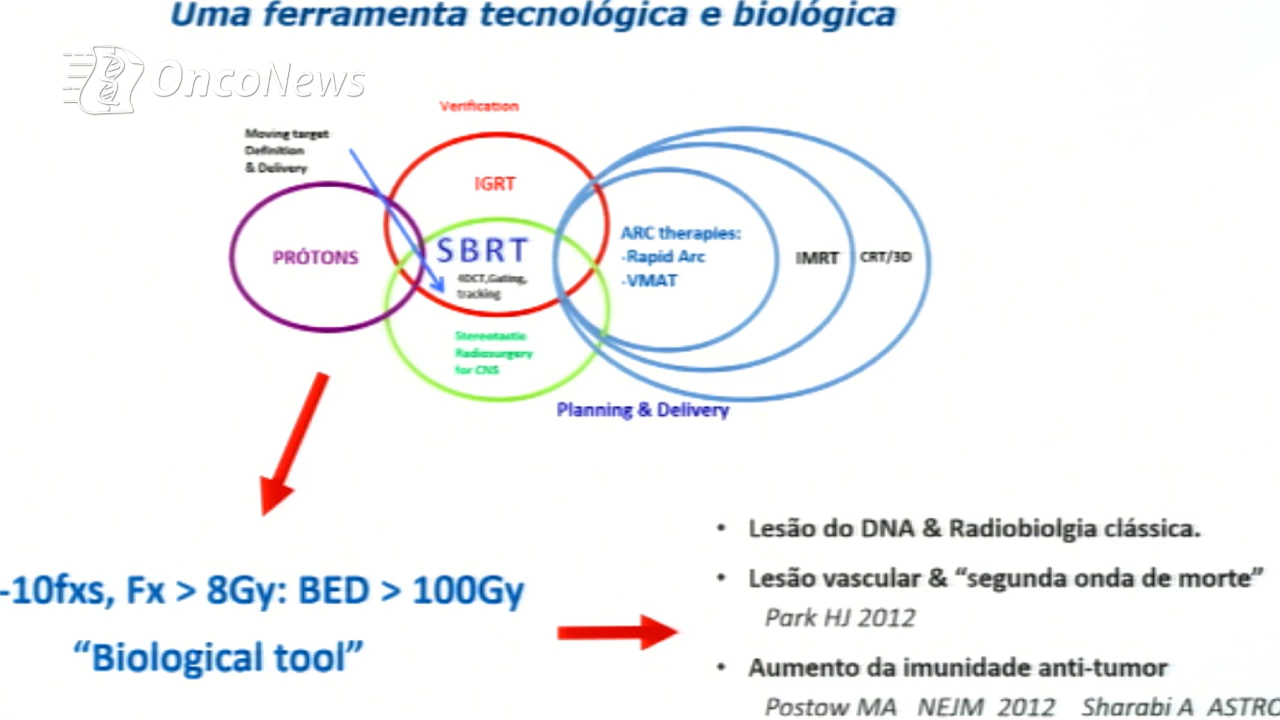 Uma ferramenta tecnológica e biológica
OncoNews
Verification
Moving target
Definition
& Delivery
IGRT
PRÓTONS
SBRT
4DCT,Gating,
tracking
ARC therapies:
-Rapid Arc
-VMAT
IMRT
CRT/3D
Stereotactic
Radiosurgery
for CNS
Planning & Delivery
-10fxs, Fx > 8Gy: BED > 100Gy
“Biological tool”
• Lesão do DNA & Radiobiolgia clássica.
• Lesão vascular & “segunda onda de morte”
Park HJ 2012
• Aumento da imunidade anti-tumor
Postow MA NEJM 2012 Sharabi A ASTRO